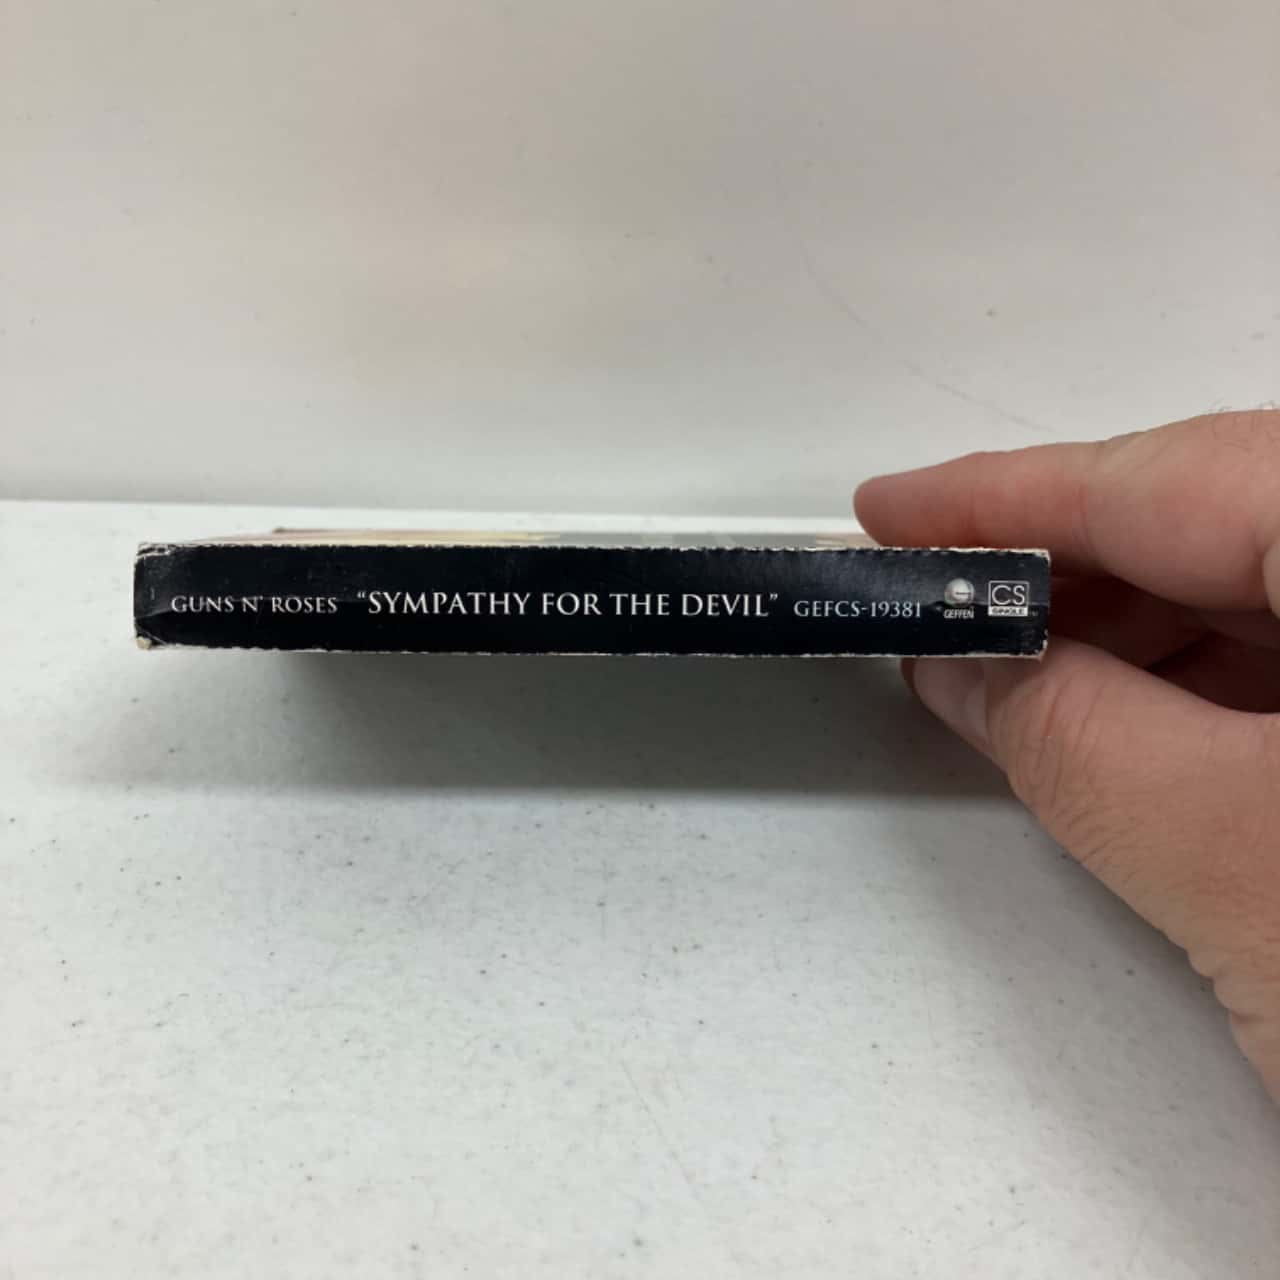 GUNS N' ROSES “SYMPATHY FOR THE DEVIL” GEFCS-19381 GEFFEN CS SINGLE